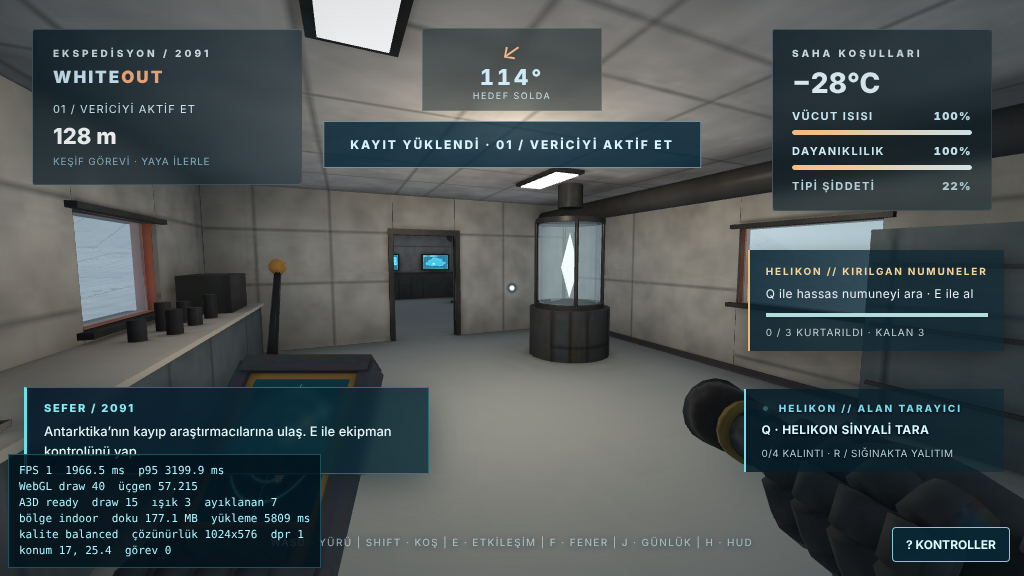 EKSPEDİSYON / 2091
WHITEOUT
01 / VERİCİYİ AKTİF ET
128 m
KEŞİF GÖREVİ · YAYA İLERLE
114°
HEDEF SOLDA
KAYIT YÜKLENDİ · 01 / VERİCİYİ AKTİF ET
SAHA KOŞULLARI
−28°C
VÜCUT ISISI 100%
DAYANIKLILIK 100%
TİPİ ŞİDDETİ 22%
HELIKON // KIRILGAN NUMUNELER
Q ile hassas numuneyi ara · E ile al
0 / 3 KURTARILDI · KALAN 3
SEFER / 2091
Antarktika’nın kayıp araştırmacılarına ulaş. E ile ekipman
kontrolünü yap.
HELIKON // ALAN TARAYICI
Q · HELIKON SİNYALİ TARA
0/4 KALINTI · R / SIĞINAKTA YALITIM
FPS 1 1966.5 ms p95 3199.9 ms
WebGL draw 40 üçgen 57.215
A3D ready draw 15 ışık 3 ayıklanan 7
bölge indoor doku 177.1 MB yükleme 5809 ms
kalite balanced çözünürlük 1024x576 dpr 1
konum 17, 25.4 görev 0
YÜRÜ | SHIFT · KOŞ | E · ETKİLEŞİM | F · FENER | J · GÜNLÜK | H · HUD
? KONTROLLER